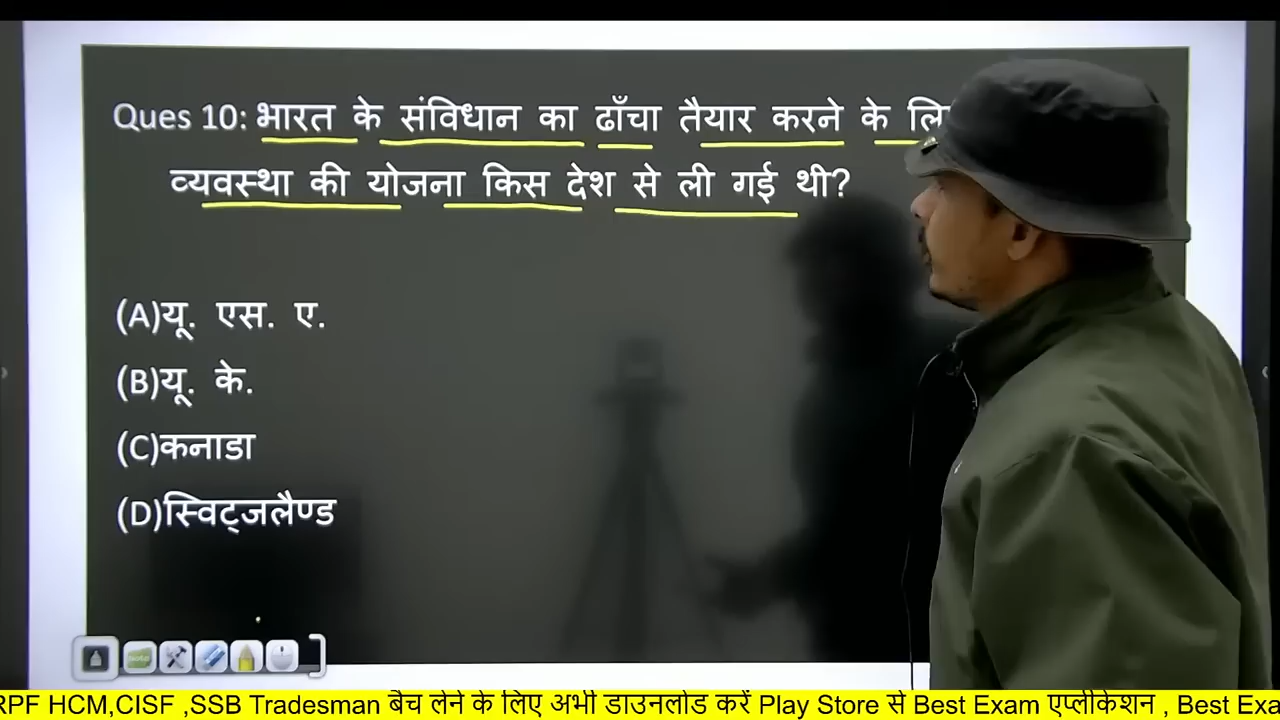 Ques 10: भारत के संविधान का ढाँचा तैयार करने के
व्यवस्था की योजना किस देश से ली गई थी?
(A)यू. एस. ए.
(B)यू. के.
(C)कनाडा
(D)स्विट्जलैण्ड
RPF HCM,CISF ,SSB Tradesman बैच लेने के लिए अभी डाउनलोड करें Play Store से Best Exam एप्लीकेशन , Best